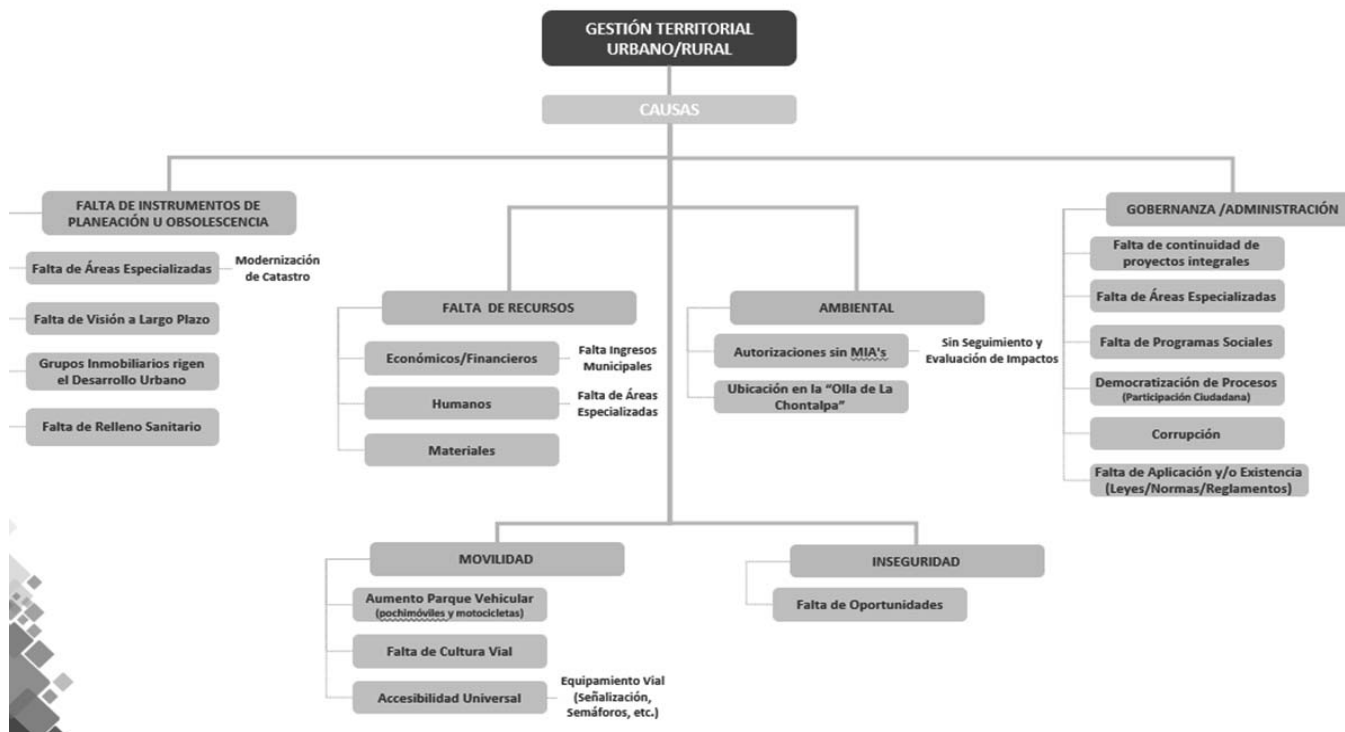 GESTIÓN TERRITORIAL
URBANO/RURAL
CAUSAS
FALTA DE INSTRUMENTOS DE
PLANEACIÓN U OBSOLESCENCIA
Falta de Áreas Especializadas
Modernización
de Catastro
Falta de Visión a Largo Plazo
Grupos Inmobiliarios rigen
el Desarrollo Urbano
Falta de Relleno Sanitario
FALTA DE RECURSOS
Económicos/Financieros
Falta Ingresos
Municipales
Humanos
Falta de Áreas
Especializadas
Materiales
AMBIENTAL
Autorizaciones sin MIA's
Sin Seguimiento y
Evaluación de Impactos
Ubicación en la “Olla de La
Chontalpa”
GOBERNANZA /ADMINISTRACIÓN
Falta de continuidad de
proyectos integrales
Falta de Áreas Especializadas
Falta de Programas Sociales
Democratización de Procesos
(Participación Ciudadana)
Corrupción
Falta de Aplicación y/o Existencia
(Leyes/Normas/Reglamentos)
MOVILIDAD
Aumento Parque Vehicular
(pochimóviles y motocicletas)
Falta de Cultura Vial
Accesibilidad Universal
Equipamiento Vial
(Señalización,
Semáforos, etc.)
INSEGURIDAD
Falta de Oportunidades